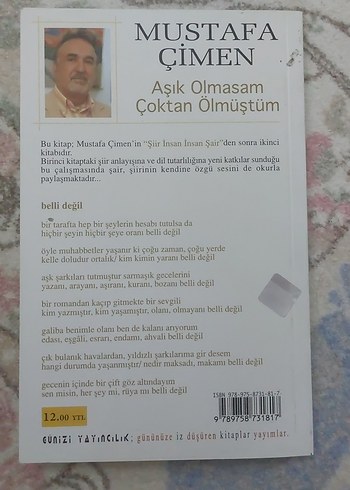 MUSTAFA
ÇİMEN
Aşık Olmasam
Çoktan Ölmüştüm
Bu kitap; Mustafa Çimen'in "Şiir İnsan İnsan Şair"den sonra ikinci
kitabıdır.
Birinci kitaptaki şiir anlayışına ve dil tutarlılığına yeni katkılar sunduğu
bu çalışmasında şair, şiirinin kendine özgü sesini de okurla
paylaşmaktadır...
belli değil
bir tarafta hep bir şeylerin hesabı tutulsa da
hiçbir şeyin hiçbir şeye oranı belli değil
öyle muhabbetler yaşanır ki çoğu zaman, çoğu yerde
kelle doludur ortalık/ kim kimin yaranı belli değil
aşk şarkıları tutmuştur sarmaşık gecelerini
yazanı, arayanı, aşıranı, kuranı, bozanı belli değil
bir romandan kaçıp gitmekte bir sevgili
kim yazmıştır, kim yaşamıştır, olanı, olmayanı belli değil
galiba benimle olanı ben de kalanı arıyorum
edası, eşgâli, esrarı, endamı, ahvali belli değil
çık bulanık havalardan, yıldızlı şarkılarıma gir desem
hangi durumda yaşanmıştır/ nedir maksadı, makamı belli değil
gecenin içinde bir çift göz altındayım
sen misin, her şey mi, rüya mı belli değil
ISBN 978-975-8731-81-7
9789758731817
12.00 YTL
GÜNİZİ YAYINCILIK; gününüze iz düşüren kitaplar yayımlar.